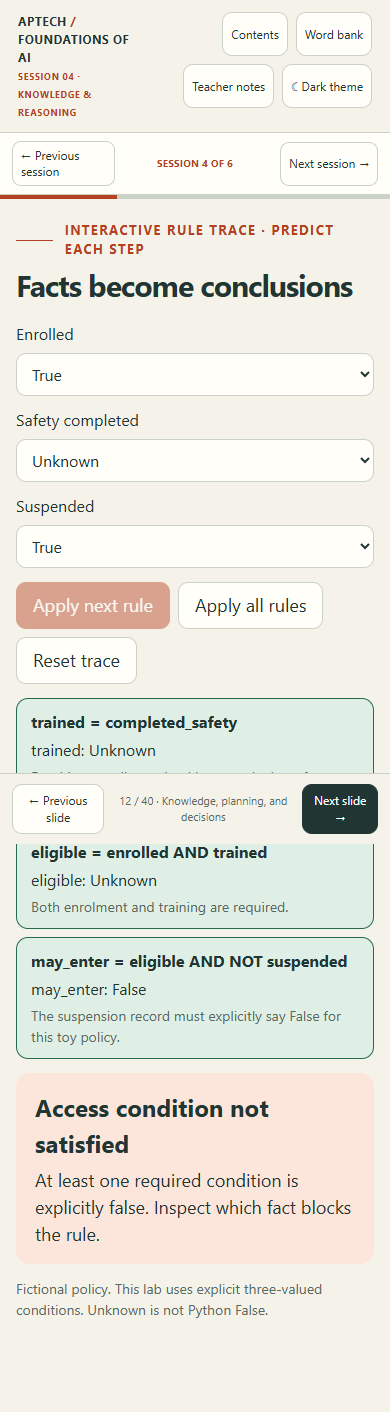 APTECH /
FOUNDATIONS OF
AI
SESSION 04 ·
KNOWLEDGE &
REASONING
Contents
Word bank
Teacher notes
☾ Dark theme
← Previous
session
SESSION 4 OF 6
Next session →
INTERACTIVE RULE TRACE · PREDICT
EACH STEP
Facts become conclusions
Enrolled
True
Safety completed
Unknown
Suspended
True
Apply next rule
Apply all rules
Reset trace
trained = completed_safety
trained: Unknown
← Previous
slide
12 / 40 · Knowledge, planning, and
decisions
Next slide
→
eligible = enrolled AND trained
eligible: Unknown
Both enrolment and training are required.
may_enter = eligible AND NOT suspended
may_enter: False
The suspension record must explicitly say False for
this toy policy.
Access condition not
satisfied
At least one required condition is
explicitly false. Inspect which fact blocks
the rule.
Fictional policy. This lab uses explicit three-valued
conditions. Unknown is not Python False.